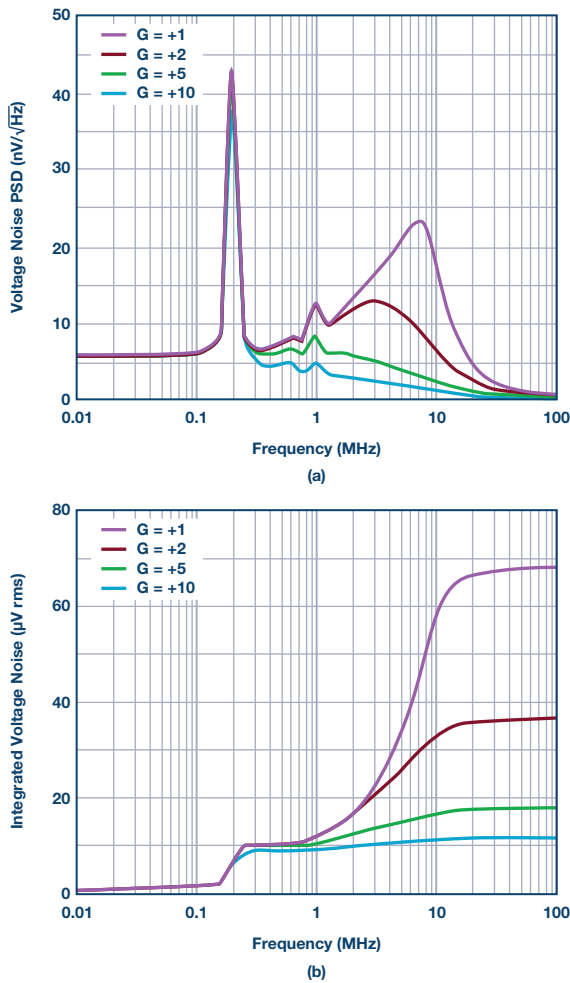 50
40
30
20
10
0
Voltage Noise PSD (nV/√Hz)
G = +1
G = +2
G = +5
G = +10
0.01 0.1 1 10 100
Frequency (MHz)
(a)
80
60
40
20
0
Integrated Voltage Noise (µV rms)
G = +1
G = +2
G = +5
G = +10
0.01 0.1 1 10 100
Frequency (MHz)
(b)